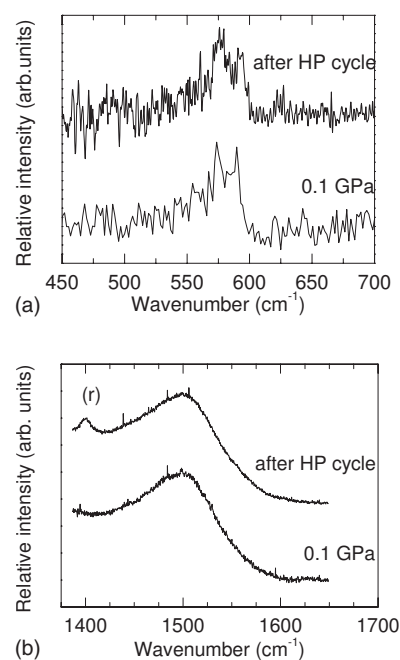 Relative intensity (arb.units)
after HP cycle
0.1 GPa
450 500 550 600 650 700
(a)
Wavenumber (cm-1)
Relative intensity (arb. units)
(r)
after HP cycle
0.1 GPa
1400 1500 1600 1700
(b)
Wavenumber (cm-1)